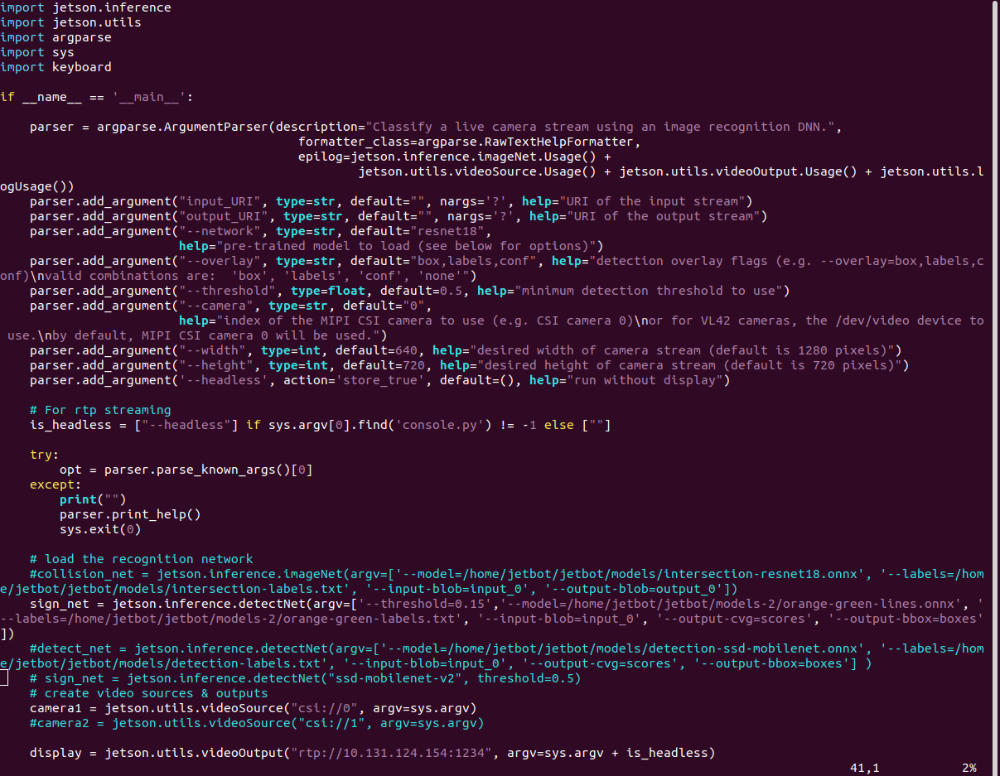 import jetson.inference
import jetson.utils
import argparse
import sys
import keyboard
if __name__ == '__main__':
    parser = argparse.ArgumentParser(description="Classify a live camera stream using an image recognition DNN.",
                                    formatter_class=argparse.RawTextHelpFormatter,
                                    epilog=jetson.inference.imageNet.Usage() +
                                            jetson.utils.videoSource.Usage() + jetson.utils.videoOutput.Usage() + jetson.utils.l
ogUsage())
    parser.add_argument("input_URI", type=str, default="", nargs='?', help="URI of the input stream")
    parser.add_argument("output_URI", type=str, default="", nargs='?', help="URI of the output stream")
    parser.add_argument("--network", type=str, default="resnet18",
                        help="pre-trained model to load (see below for options)")
    parser.add_argument("--overlay", type=str, default="box,labels,conf", help="detection overlay flags (e.g. --overlay=box,labels,c
onf)\nvalid combinations are:  'box', 'labels', 'conf', 'none'")
    parser.add_argument("--threshold", type=float, default=0.5, help="minimum detection threshold to use")
    parser.add_argument("--camera", type=str, default="0",
                        help="index of the MIPI CSI camera to use (e.g. CSI camera 0)\nor for VL42 cameras, the /dev/video device to
 use.\nby default, MIPI CSI camera 0 will be used.")
    parser.add_argument("--width", type=int, default=640, help="desired width of camera stream (default is 1280 pixels)")
    parser.add_argument("--height", type=int, default=720, help="desired height of camera stream (default is 720 pixels)")
    parser.add_argument('--headless', action='store_true', default=(), help="run without display")
    # For rtp streaming
    is_headless = ["--headless"] if sys.argv[0].find('console.py') != -1 else [""]
    try:
        opt = parser.parse_known_args()[0]
    except:
        print("")
        parser.print_help()
        sys.exit(0)
    # load the recognition network
    #collision_net = jetson.inference.imageNet(argv=['--model=/home/jetbot/jetbot/models/intersection-resnet18.onnx', '--labels=/hom
e/jetbot/jetbot/models/intersection-labels.txt', '--input-blob=input_0', '--output-blob=output_0'])
    sign_net = jetson.inference.detectNet(argv=['--threshold=0.15','--model=/home/jetbot/jetbot/models-2/orange-green-lines.onnx', '
--labels=/home/jetbot/jetbot/models-2/orange-green-labels.txt', '--input-blob=input_0', '--output-cvg=scores', '--output-bbox=boxes'
])
    #detect_net = jetson.inference.detectNet(argv=['--model=/home/jetbot/jetbot/models/detection-ssd-mobilenet.onnx', '--labels=/hom
e/jetbot/jetbot/models/detection-labels.txt', '--input-blob=input_0', '--output-cvg=scores', '--output-bbox=boxes'] )
    # sign_net = jetson.inference.detectNet("ssd-mobilenet-v2", threshold=0.5)
    # create video sources & outputs
    camera1 = jetson.utils.videoSource("csi://0", argv=sys.argv)
    #camera2 = jetson.utils.videoSource("csi://1", argv=sys.argv)
    display = jetson.utils.videoOutput("rtp://10.131.124.154:1234", argv=sys.argv + is_headless)
41,1 2%